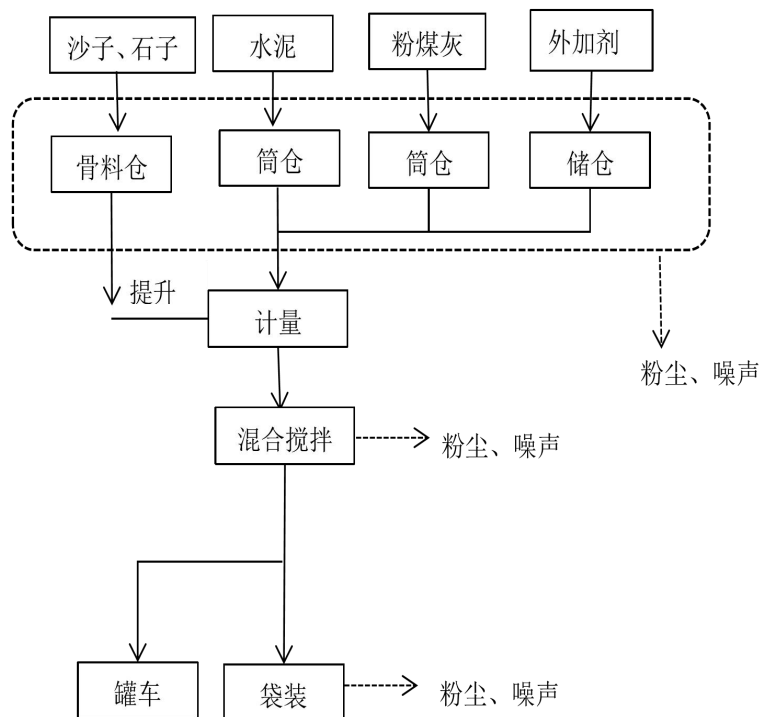 沙子、石子
水泥
粉煤灰
外加剂
骨料仓
筒仓
筒仓
储仓
提升
计量
粉尘、噪声
混合搅拌
粉尘、噪声
罐车
袋装
粉尘、噪声